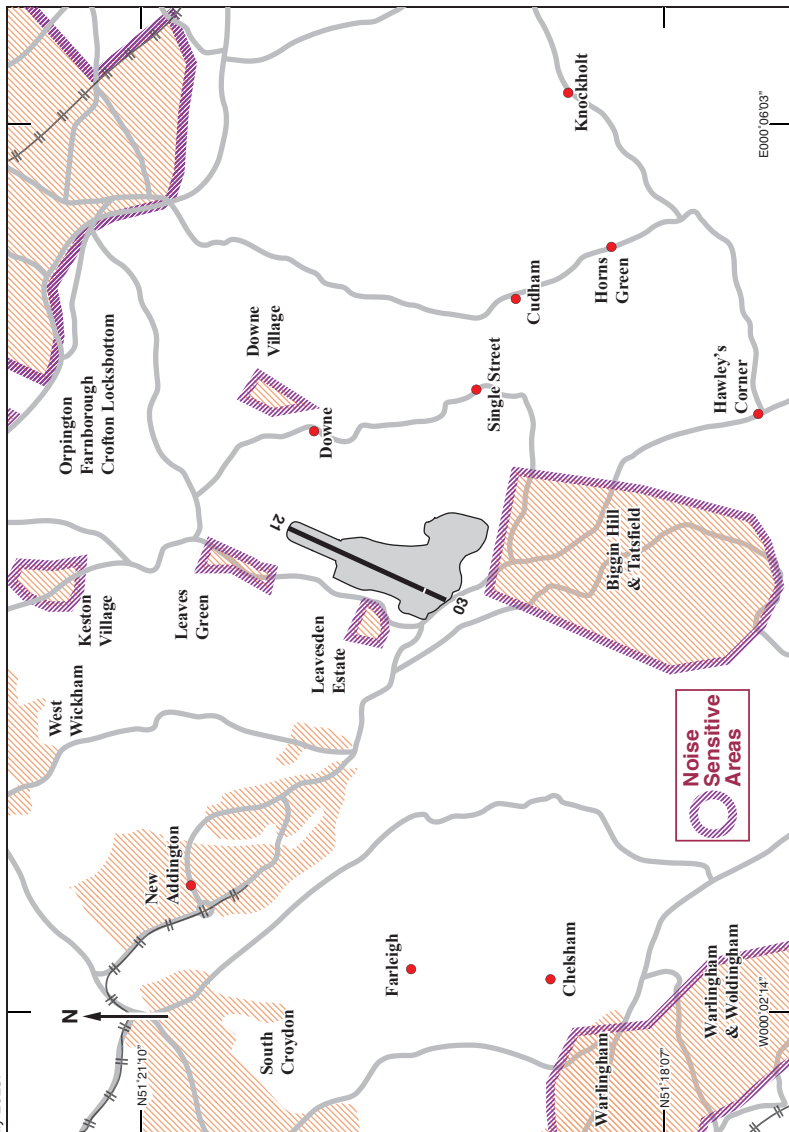 N
West
Wickham
Keston
Village
Orpington
Farnborough
Crofton Locksbottom
N51˚21'10"
New
Addington
Leaves
Green
Downe
Village
21
South
Croydon
Leavesden
Estate
Downe
Farleigh
03
Single Street
Cudham
Chelsham
Knockholt
Horns
Green
Warlingham
Biggin Hill
& Tatsfield
N51˚18'07"
Noise
Sensitive
Areas
Warlingham
& Woldingham
Hawley's
Corner
W000˚02'14"
E000˚06'03"